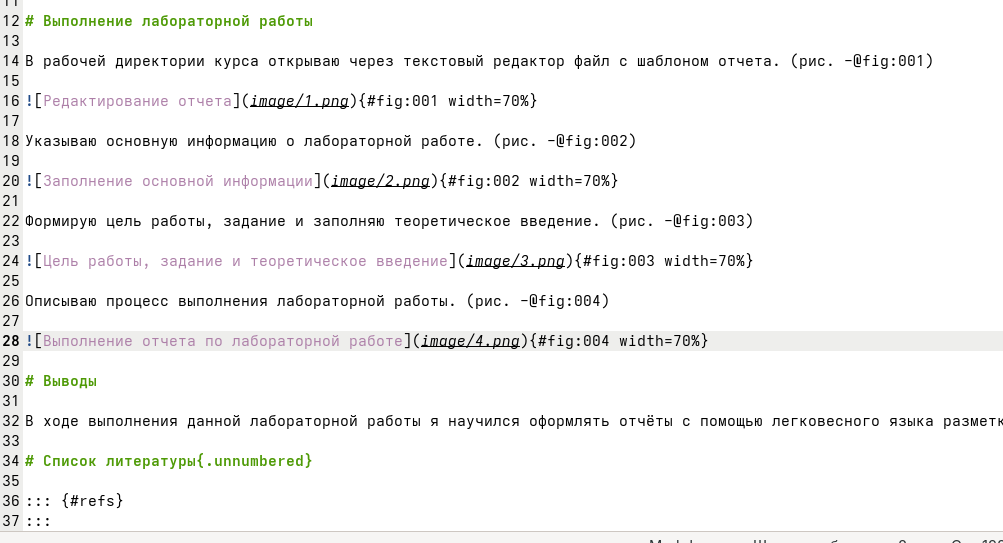 11
12 # Выполнение лабораторной работы
13
14 В рабочей директории курса открываю через текстовый редактор файл с шаблоном отчета. (рис. -@fig:001)
15
16 ![Редактирование отчета](image/1.png){#fig:001 width=70%}
17
18 Указываю основную информацию о лабораторной работе. (рис. -@fig:002)
19
20 ![Заполнение основной информации](image/2.png){#fig:002 width=70%}
21
22 Формирую цель работы, задание и заполняю теоретическое введение. (рис. -@fig:003)
23
24 ![Цель работы, задание и теоретическое введение](image/3.png){#fig:003 width=70%}
25
26 Описываю процесс выполнения лабораторной работы. (рис. -@fig:004)
27
28 ![Выполнение отчета по лабораторной работе](image/4.png){#fig:004 width=70%}
29
30 # Выводы
31
32 В ходе выполнения данной лабораторной работы я научился оформлять отчёты с помощью легковесного языка разметк
33
34 # Список литературы{.unnumbered}
35
36 ::: {#refs}
37 :::